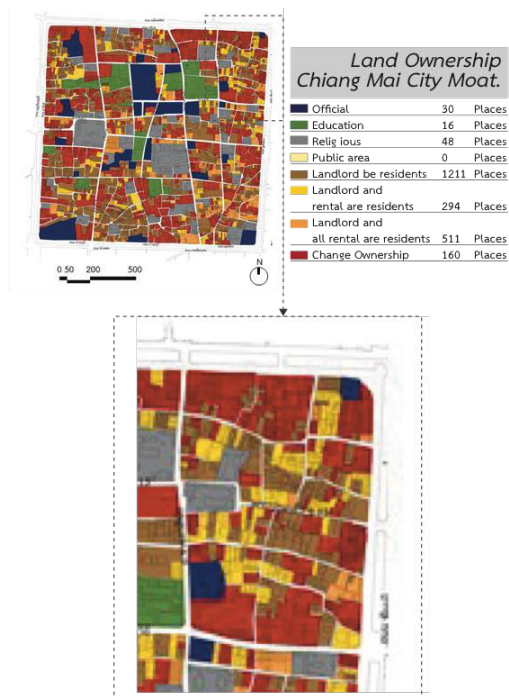 Land Ownership
Chiang Mai City Moat.
Official 30 Places
Education 16 Places
Relig ious 48 Places
Public area 0 Places
Landlord be residents 1211 Places
Landlord and
rental are residents 294 Places
Landlord and
all rental are residents 511 Places
Change Ownership 160 Places
0 50 200 500
N